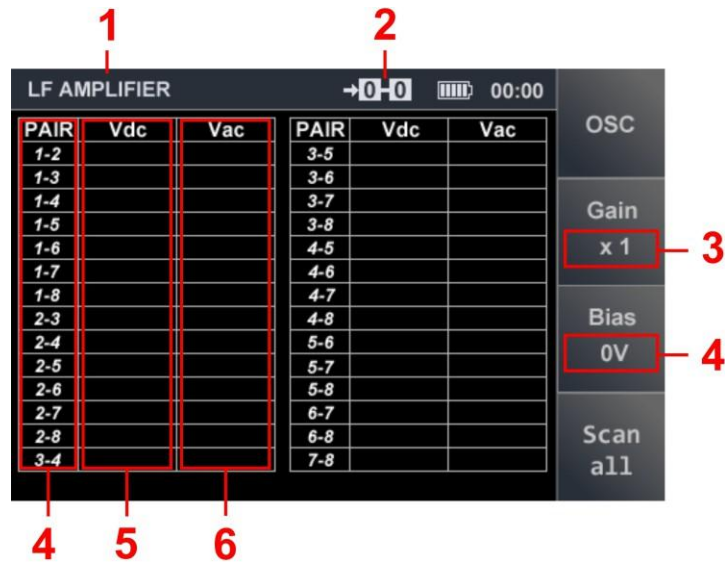 1 2
LF AMPLIFIER →0-0 00:00
PAIR Vdc Vac PAIR Vdc Vac
1-2 3-5
1-3 3-6
1-4 3-7
1-5 3-8
1-6 4-5
1-7 4-6
1-8 4-7
2-3 4-8
2-4 5-6
2-5 5-7
2-6 5-8
2-7 6-7
2-8 6-8
3-4 7-8
OSC
Gain
x 1 3
Bias
0V 4
Scan
all
4 5 6